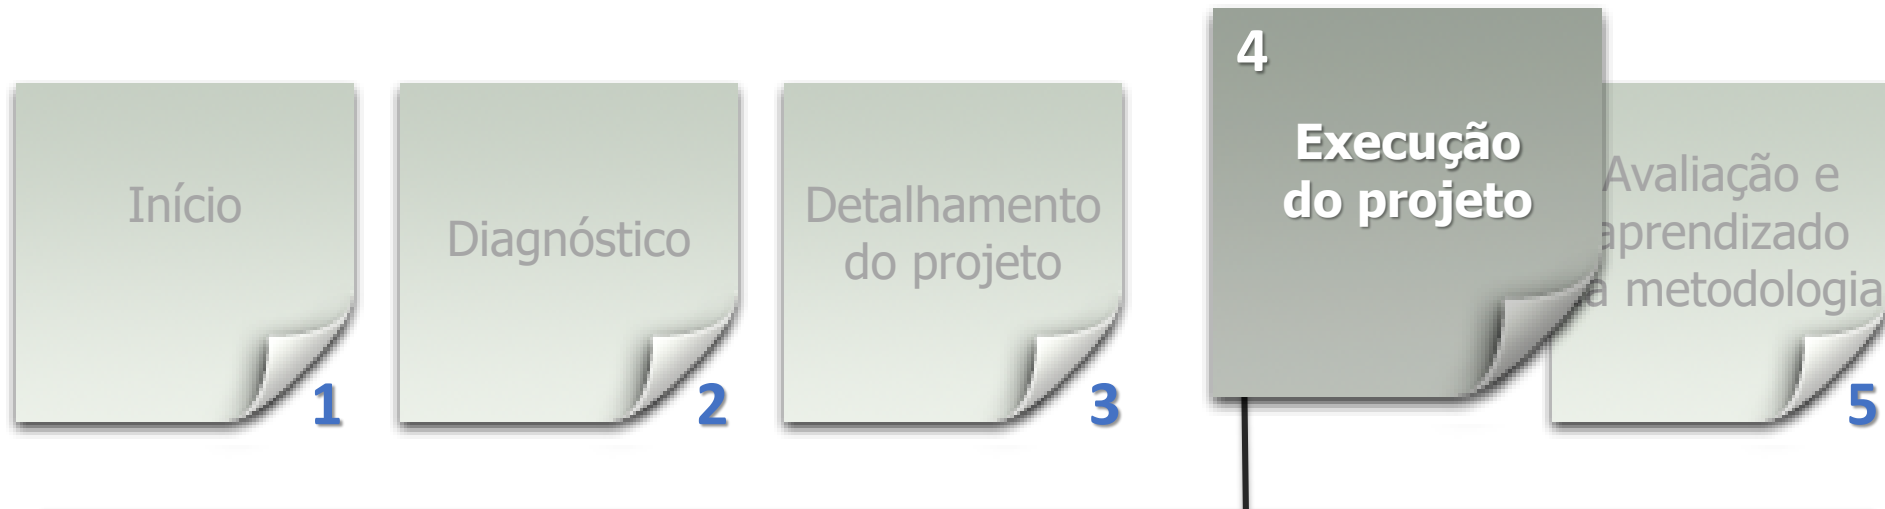 Início
1
Diagnóstico
2
Detalhamento
do projeto
3
4
Execução
do projeto
Avaliação e
aprendizado
metodologia
5